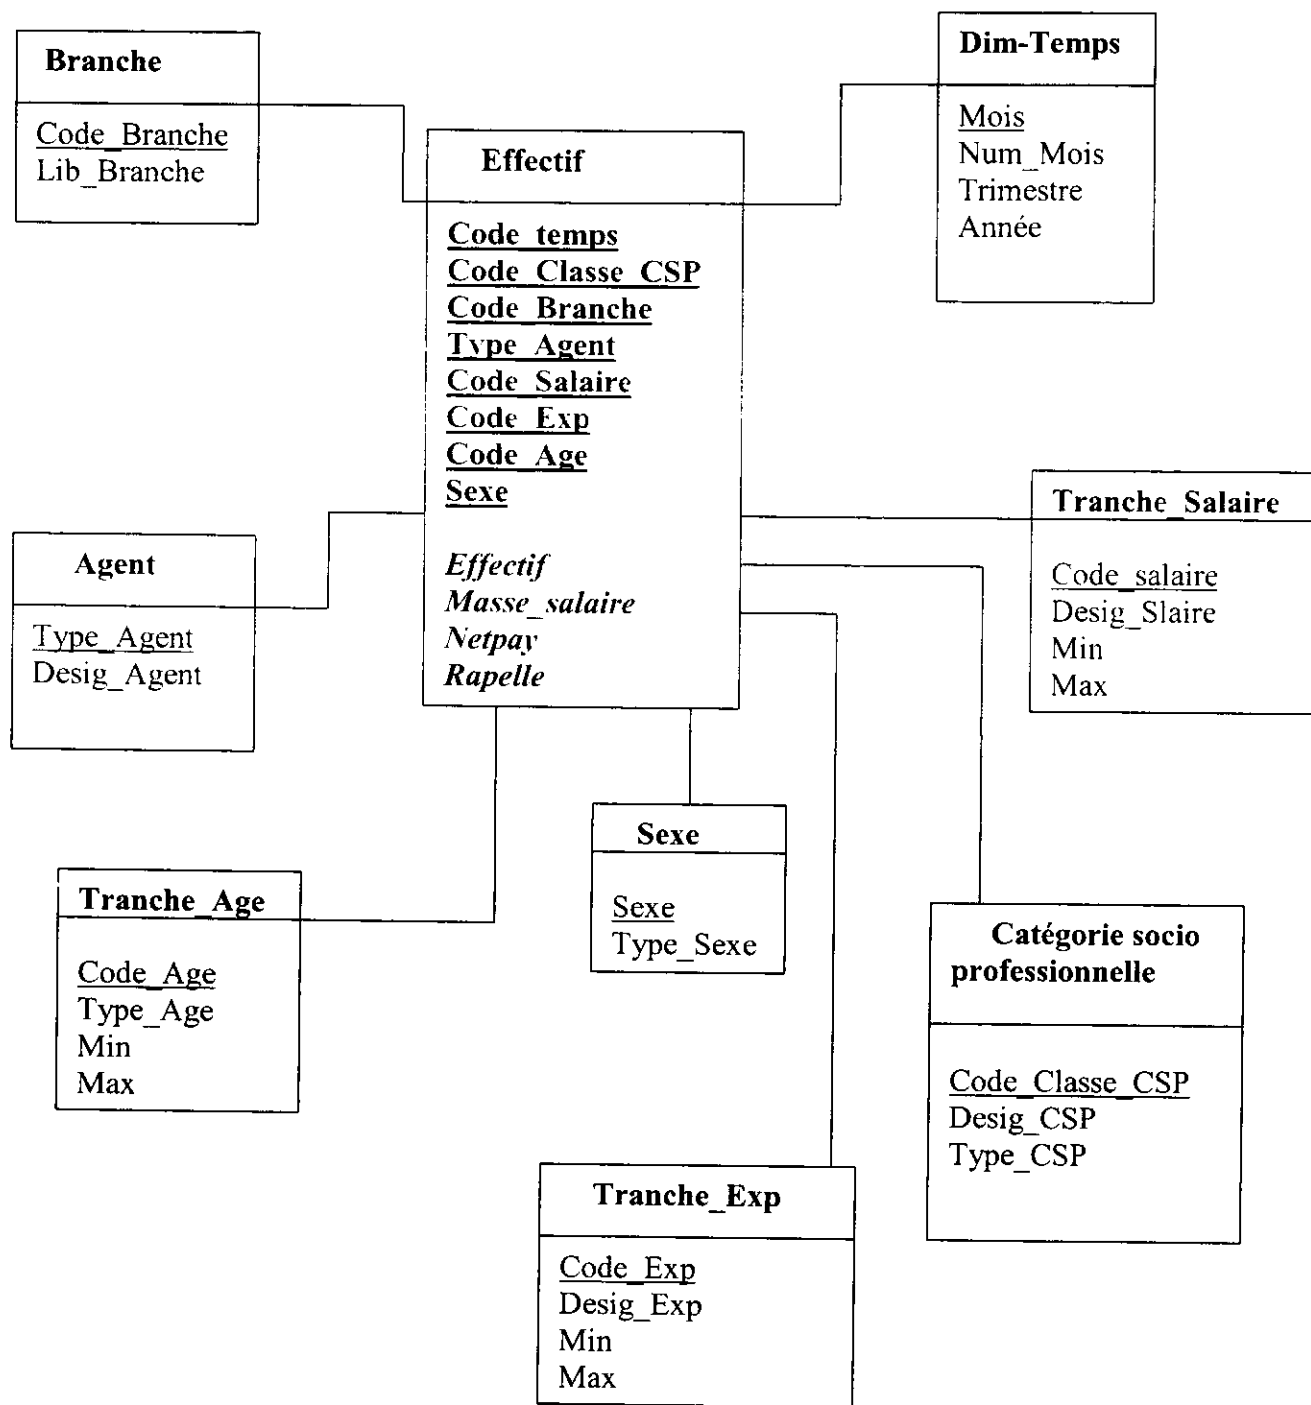 Branche
Code_Branche
Lib_Branche
Dim-Temps
Mois
Num_Mois
Trimestre
Année
Effectif
Code_temps
Code_Classe_CSP
Code_Branche
Type_Agent
Code_Salaire
Code_Exp
Code_Age
Sexe
Effectif
Masse_salaire
Netpay
Rapelle
Agent
Type_Agent
Desig_Agent
Tranche_Salaire
Code_salaire
Desig_Slaire
Min
Max
Tranche_Age
Code_Age
Type_Age
Min
Max
Sexe
Sexe
Type_Sexe
Catégorie socio
professionnelle
Code_Classe_CSP
Desig_CSP
Type_CSP
Tranche_Exp
Code_Exp
Desig_Exp
Min
Max